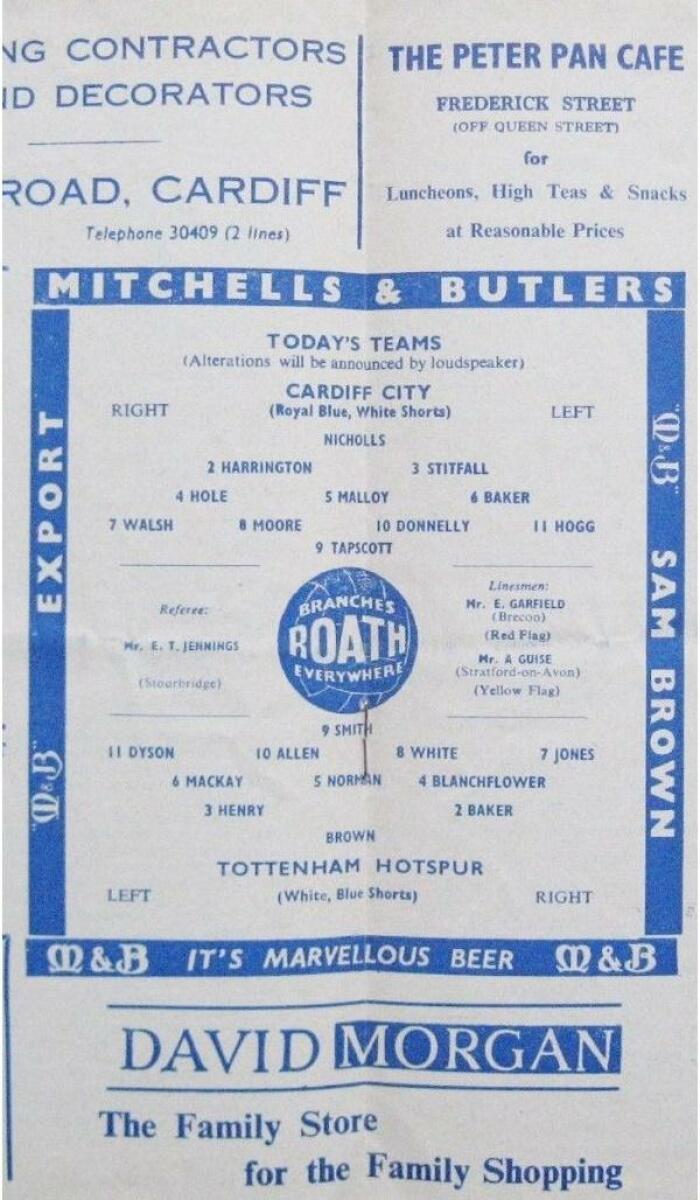 NG CONTRACTORS
ND DECORATORS
ROAD, CARDIFF
Telephone 30409 (2 lines)
THE PETER PAN CAFE
FREDERICK STREET
(OFF QUEEN STREET)
for
Luncheons, High Teas & Snacks
at Reasonable Prices
MITCHELLS & BUTLERS
EXPORT
"M&B"
"M&B"
SAM BROWN
TODAY'S TEAMS
(Alterations will be announced by loudspeaker)
CARDIFF CITY
RIGHT (Royal Blue, White Shorts) LEFT
NICHOLLS
2 HARRINGTON 3 STITFALL
4 HOLE 5 MALLOY 6 BAKER
7 WALSH 8 MOORE 10 DONNELLY 11 HOGG
9 TAPSCOTT
Referee:
Mr. E. T. JENNINGS
(Stourbridge)
BRANCHES
ROATH
EVERYWHERE
Linesmen:
Mr. E. GARFIELD
(Brecon)
(Red Flag)
Mr. A GUISE
(Stratford-on-Avon)
(Yellow Flag)
9 SMITH
11 DYSON 10 ALLEN 8 WHITE 7 JONES
6 MACKAY 5 NORMAN 4 BLANCHFLOWER
3 HENRY 2 BAKER
BROWN
TOTTENHAM HOTSPUR
LEFT (White, Blue Shorts) RIGHT
M&B IT'S MARVELLOUS BEER M&B
DAVID MORGAN
The Family Store
for the Family Shopping